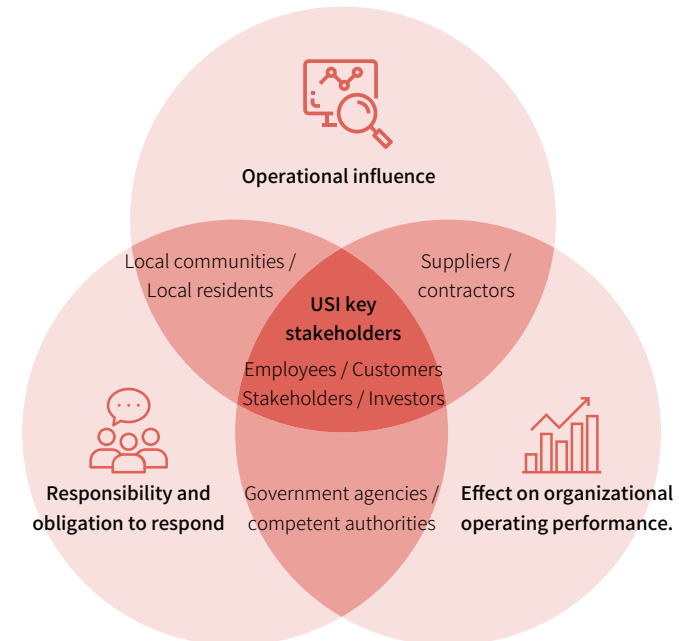 Operational influence
Local communities /
Local residents
Suppliers /
contractors
USI key
stakeholders
Employees / Customers
Stakeholders / Investors
Responsibility and
obligation to respond
Government agencies /
competent authorities
Effect on organizational
operating performance.